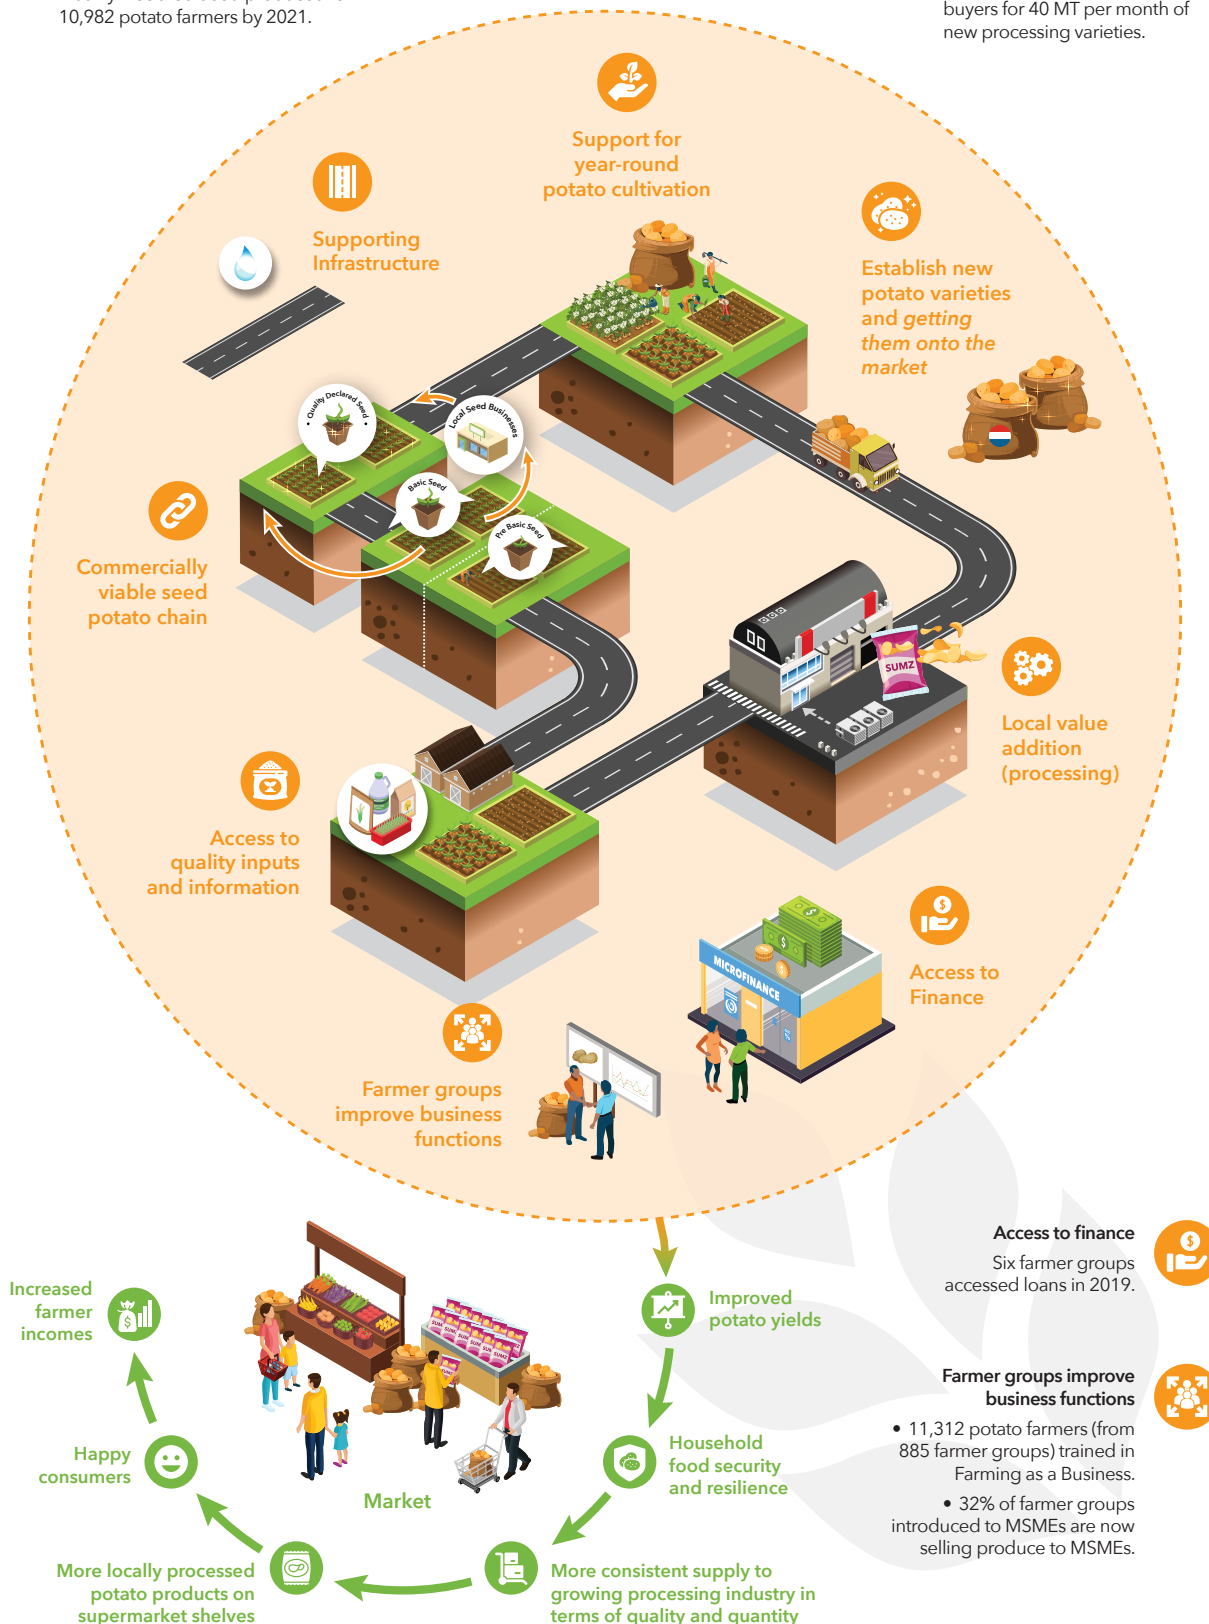 10,982 potato farmers by 2021.
buyers for 40 MT per month of
new processing varieties.
Support for
year-round
potato cultivation
Supporting
Infrastructure
Establish new
potato varieties
and getting
them onto the
market
• Quality Declared Seed •
Local Seed Businesses
Basic Seed
Pre Basic Seed
Commercially
viable seed
potato chain
SUMZ
Local value
addition
(processing)
Access to
quality inputs
and information
MICROFINANCE
Access to
Finance
Farmer groups
improve business
functions
Access to finance
Six farmer groups
accessed loans in 2019.
Improved
potato yields
Increased
farmer
incomes
Farmer groups improve
business functions
• 11,312 potato farmers (from
885 farmer groups) trained in
Farming as a Business.
• 32% of farmer groups
introduced to MSMEs are now
selling produce to MSMEs.
Household
food security
and resilience
Happy
consumers
Market
More locally processed
potato products on
supermarket shelves
More consistent supply to
growing processing industry in
terms of quality and quantity